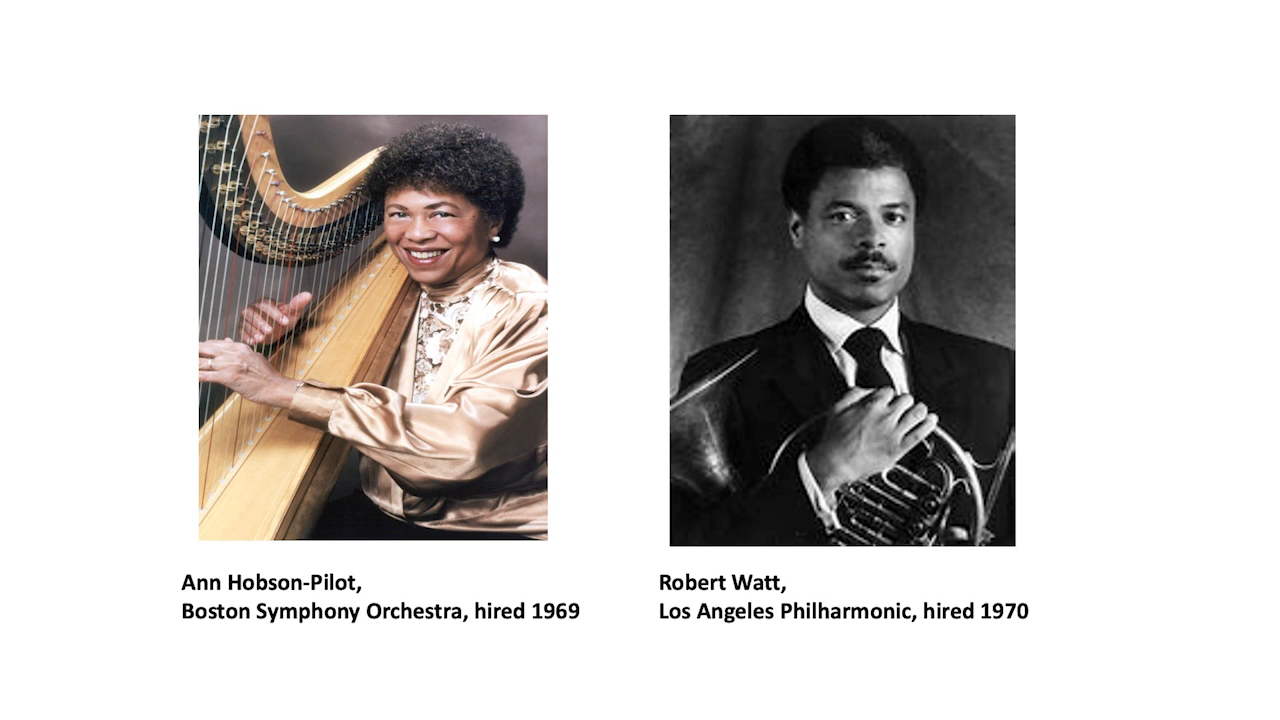 Ann Hobson-Pilot,
Boston Symphony Orchestra, hired 1969
Robert Watt,
Los Angeles Philharmonic, hired 1970